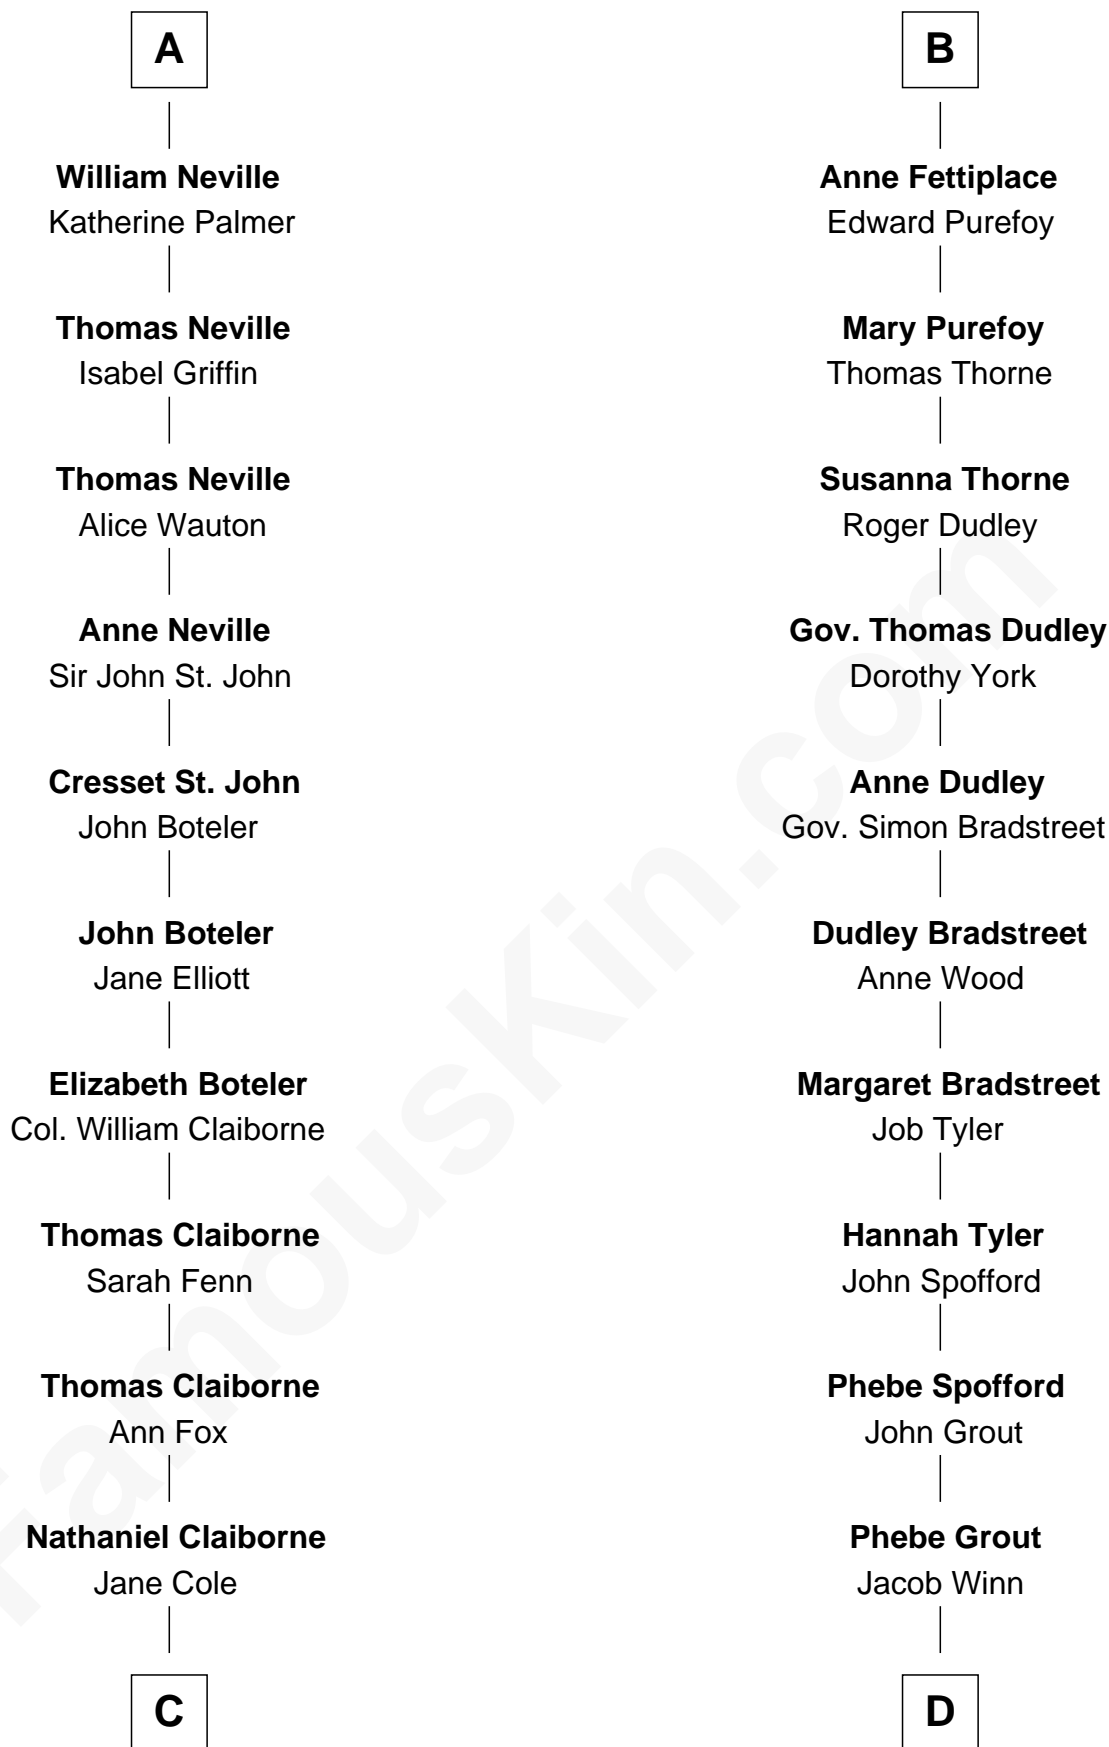 A
William Neville
Katherine Palmer
Thomas Neville
Isabel Griffin
Thomas Neville
Alice Wauton
Anne Neville
Sir John St. John
Cresset St. John
John Boteler
John Boteler
Jane Elliott
Elizabeth Boteler
Col. William Claiborne
Thomas Claiborne
Sarah Fenn
Thomas Claiborne
Ann Fox
Nathaniel Claiborne
Jane Cole
C
B
Anne Fettiplace
Edward Purefoy
Mary Purefoy
Thomas Thorne
Susanna Thorne
Roger Dudley
Gov. Thomas Dudley
Dorothy York
Anne Dudley
Gov. Simon Bradstreet
Dudley Bradstreet
Anne Wood
Margaret Bradstreet
Job Tyler
Hannah Tyler
John Spofford
Phebe Spofford
John Grout
Phebe Grout
Jacob Winn
D
FamousKin.com